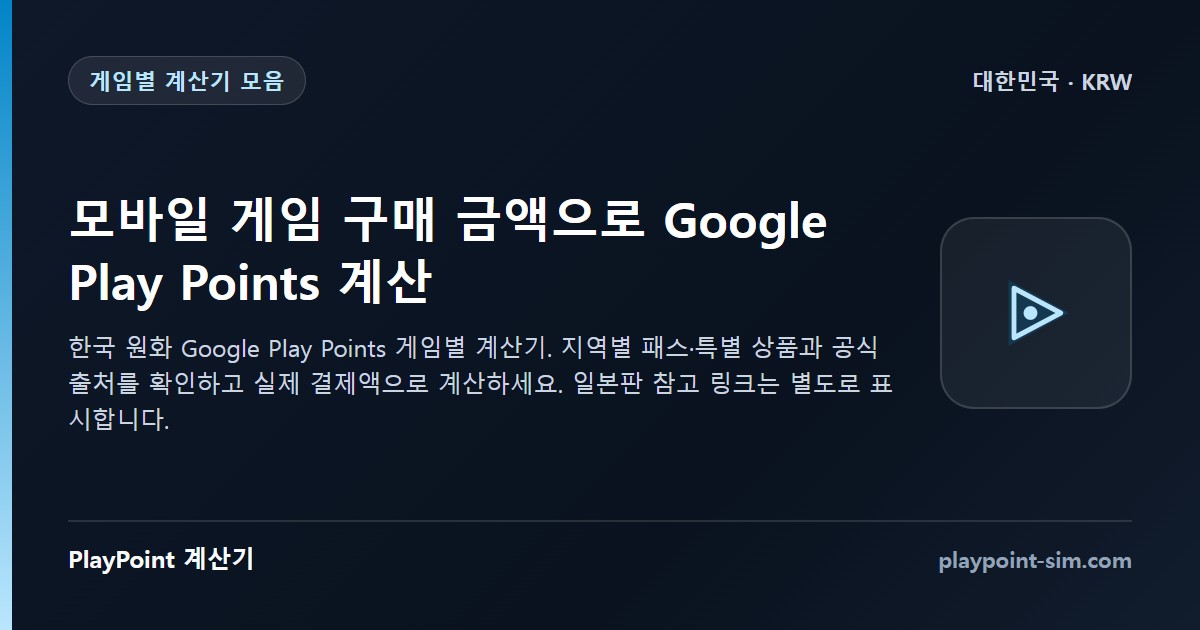 게임별 계산기 모음
대한민국 · KRW
모바일 게임 구매 금액으로 Google
Play Points 계산
한국 원화 Google Play Points 게임별 계산기. 지역별 패스·특별 상품과 공식
출처를 확인하고 실제 결제액으로 계산하세요. 일본판 참고 링크는 별도로 표
시합니다.
PlayPoint 계산기
playpoint-sim.com